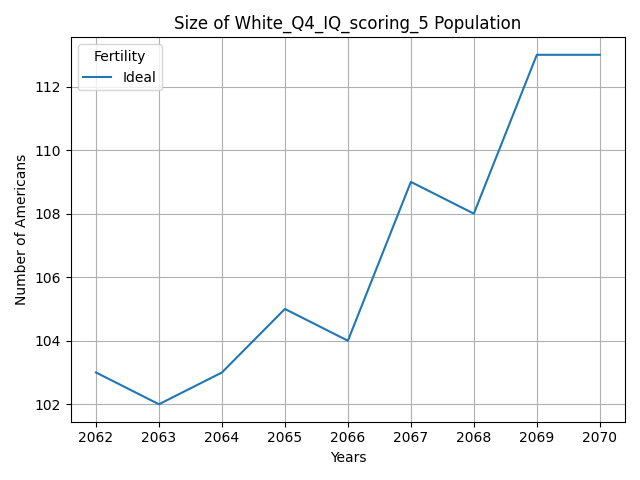 Size of White_Q4_IQ_scoring_5 Population
Fertility
Ideal
Number of Americans
112
110
108
106
104
102
2062 2063 2064 2065 2066 2067 2068 2069 2070
Years